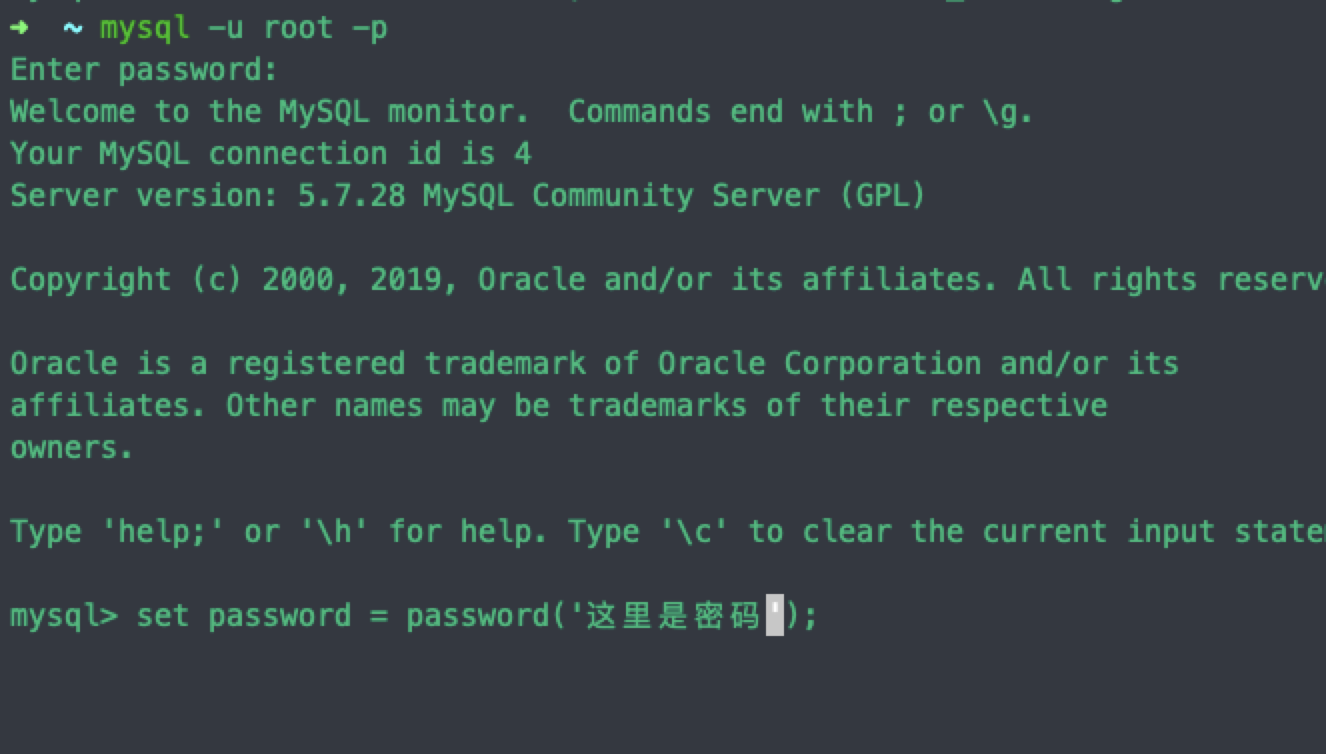 ➜  ~ mysql -u root -p
Enter password:
Welcome to the MySQL monitor.  Commands end with ; or \g.
Your MySQL connection id is 4
Server version: 5.7.28 MySQL Community Server (GPL)
Copyright (c) 2000, 2019, Oracle and/or its affiliates. All rights reserv
Oracle is a registered trademark of Oracle Corporation and/or its
affiliates. Other names may be trademarks of their respective
owners.
Type 'help;' or '\h' for help. Type '\c' to clear the current input state
mysql> set password = password('这里是密码');